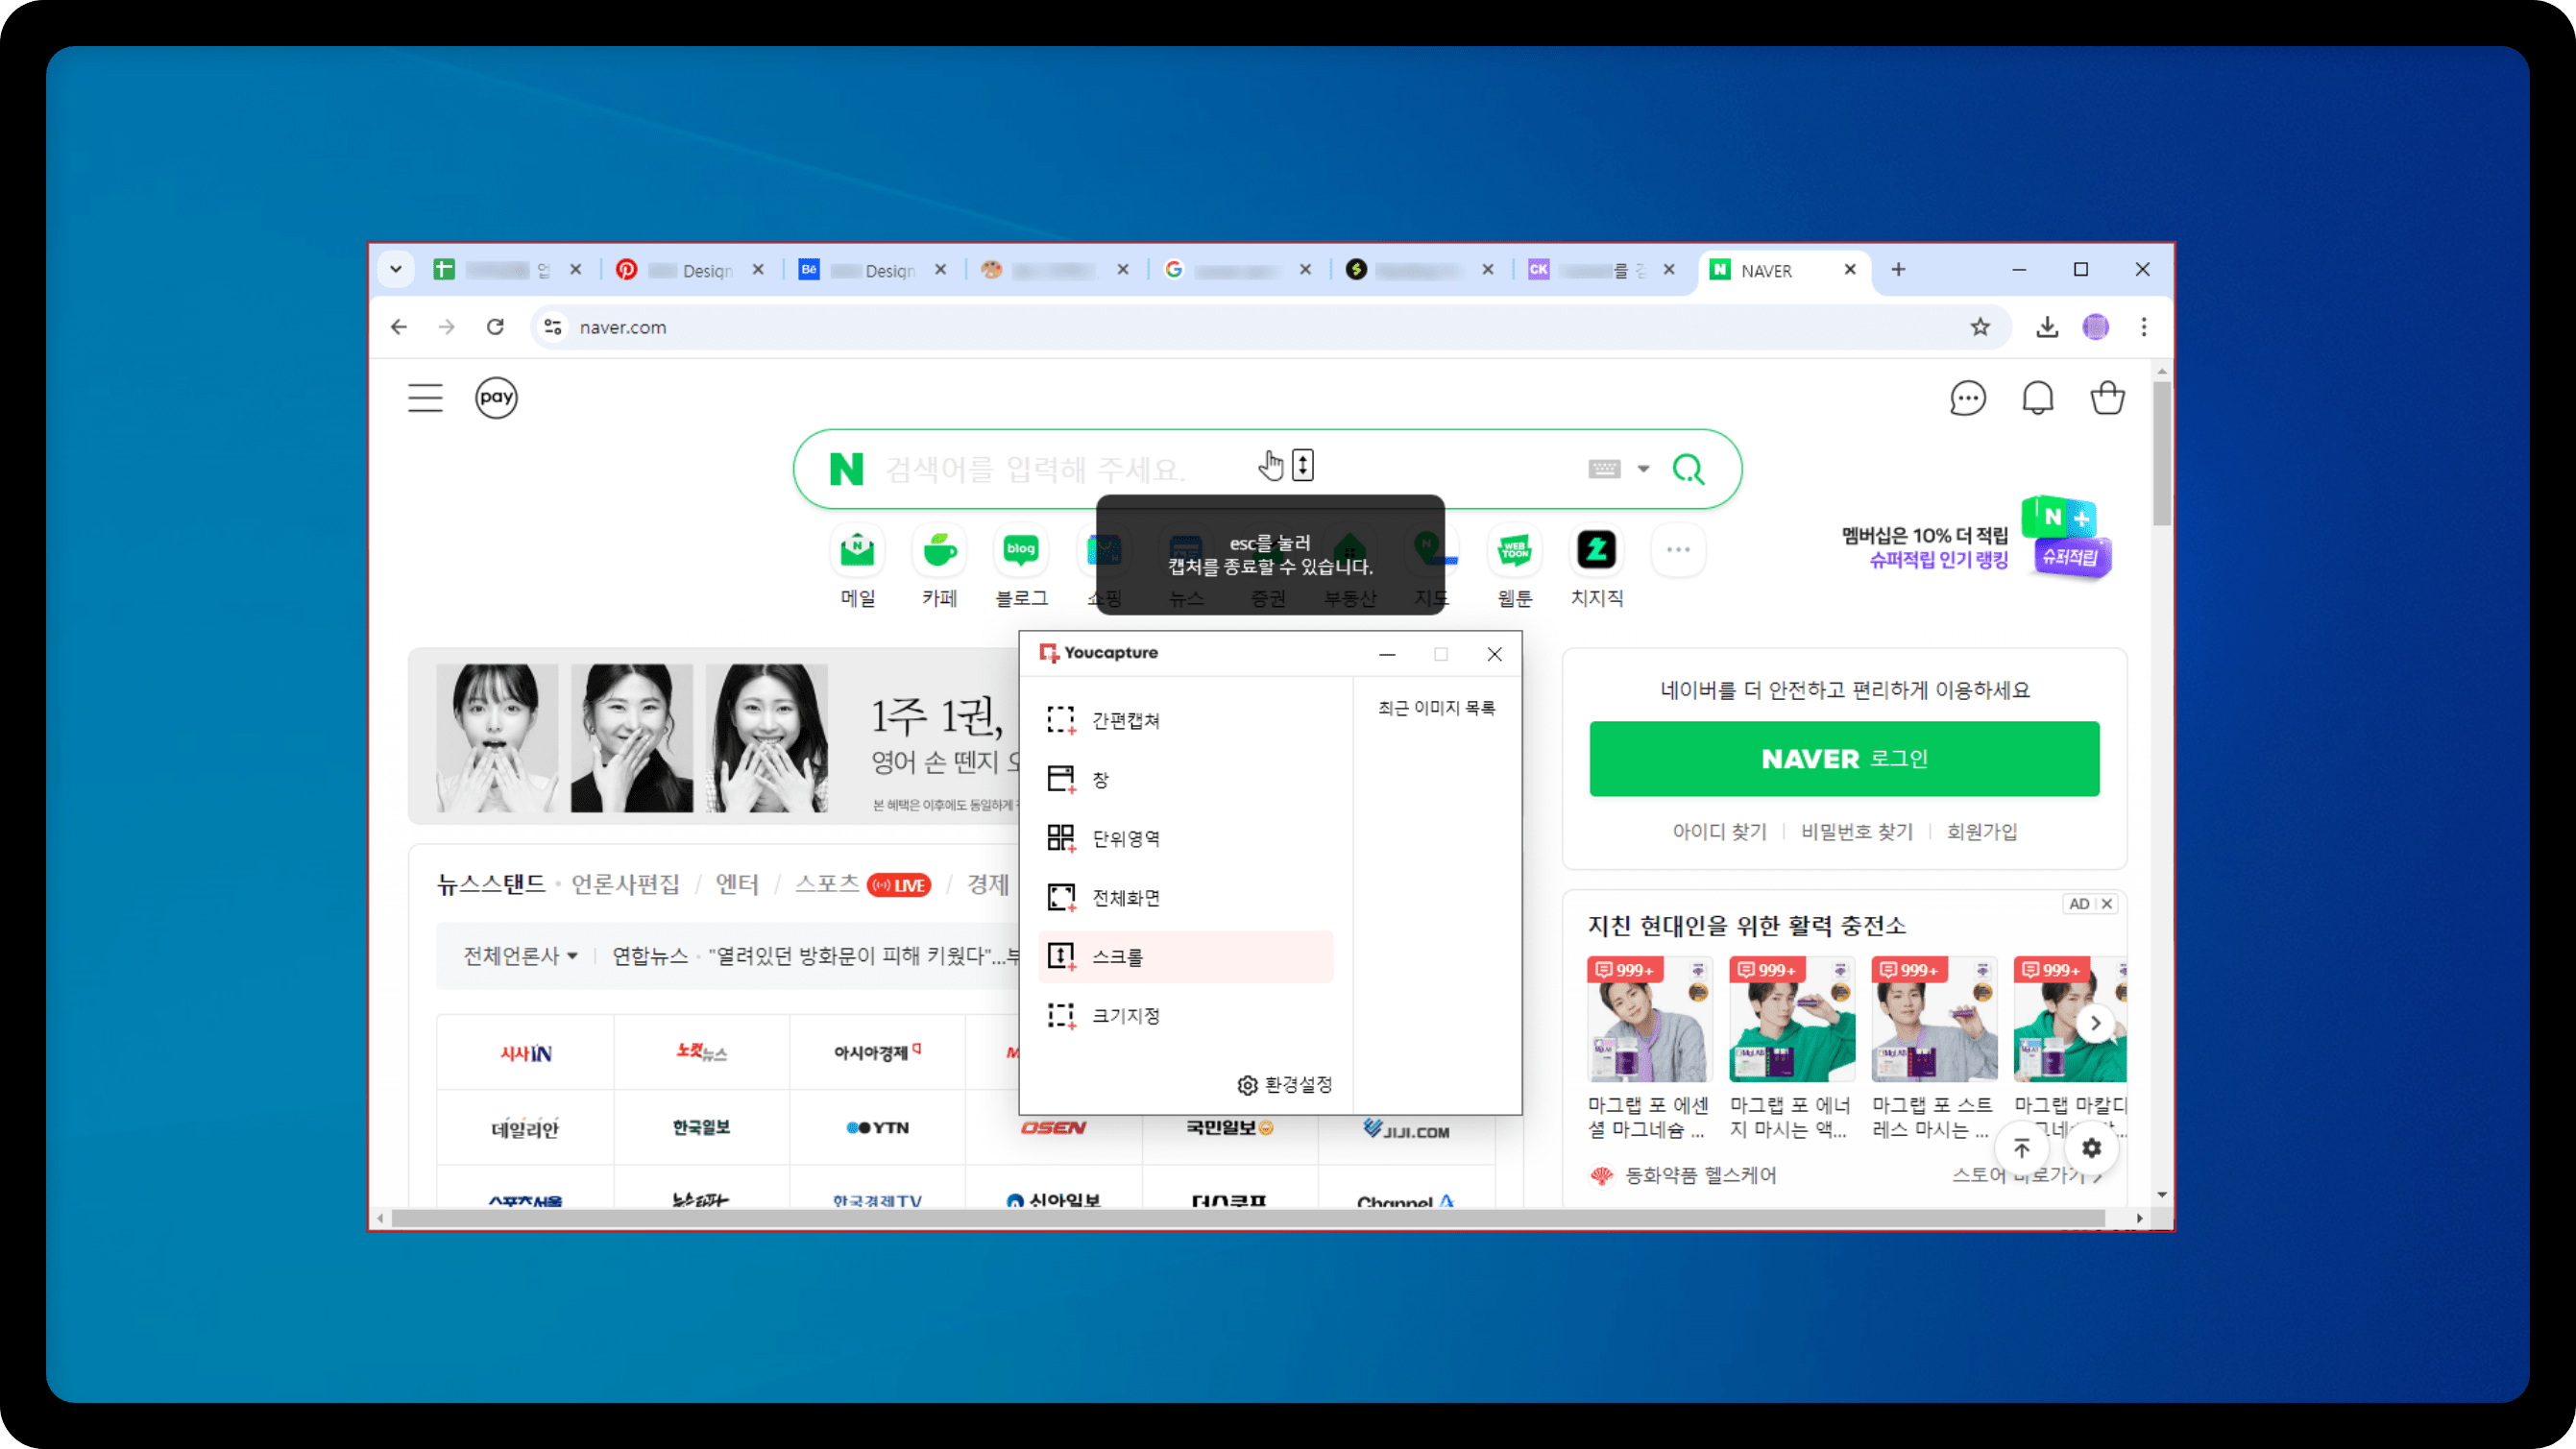 업
Design
Bē
Design
CK
를
NAVER
naver.com
pay
N 검색어를 입력해 주세요.
멤버십은 10% 더 적립
슈퍼적립 인기 랭킹
N +
슈퍼적립
esc를 눌러
캡처를 종료할 수 있습니다.
blog
WEB
TOON
메일
카페
블로그
쇼핑
뉴스
증권
부동산
지도
웹툰
치지직
1주 1권,
영어 손 뗀지
본 혜택은 이후에도 동일하게
Youcapture
간편캡쳐
창
단위영역
전체화면
스크롤
크기지정
환경설정
최근 이미지 목록
네이버를 더 안전하고 편리하게 이용하세요
NAVER 로그인
아이디 찾기
비밀번호 찾기
회원가입
뉴스스탠드 · 언론사편집 / 엔터 / 스포츠 LIVE / 경제
전체언론사
연합뉴스 · "열려있던 방화문이 피해 키웠다"...부
시사IN
노컷뉴스
아시아경제
데일리안
한국일보
YTN
OSEN
국민일보
JIJI.COM
스포츠서울
뉴스타파
한국경제TV
신아일보
더스쿠프
Channel A
AD
지친 현대인을 위한 활력 충전소
999+
999+
999+
999+
마그랩 포 에센
셜 마그네슘 ...
마그랩 포 에너
지 마시는 액...
마그랩 포 스트
레스 마시는 ...
마그랩 마칼디
동화약품 헬스케어
스토어 바로가기